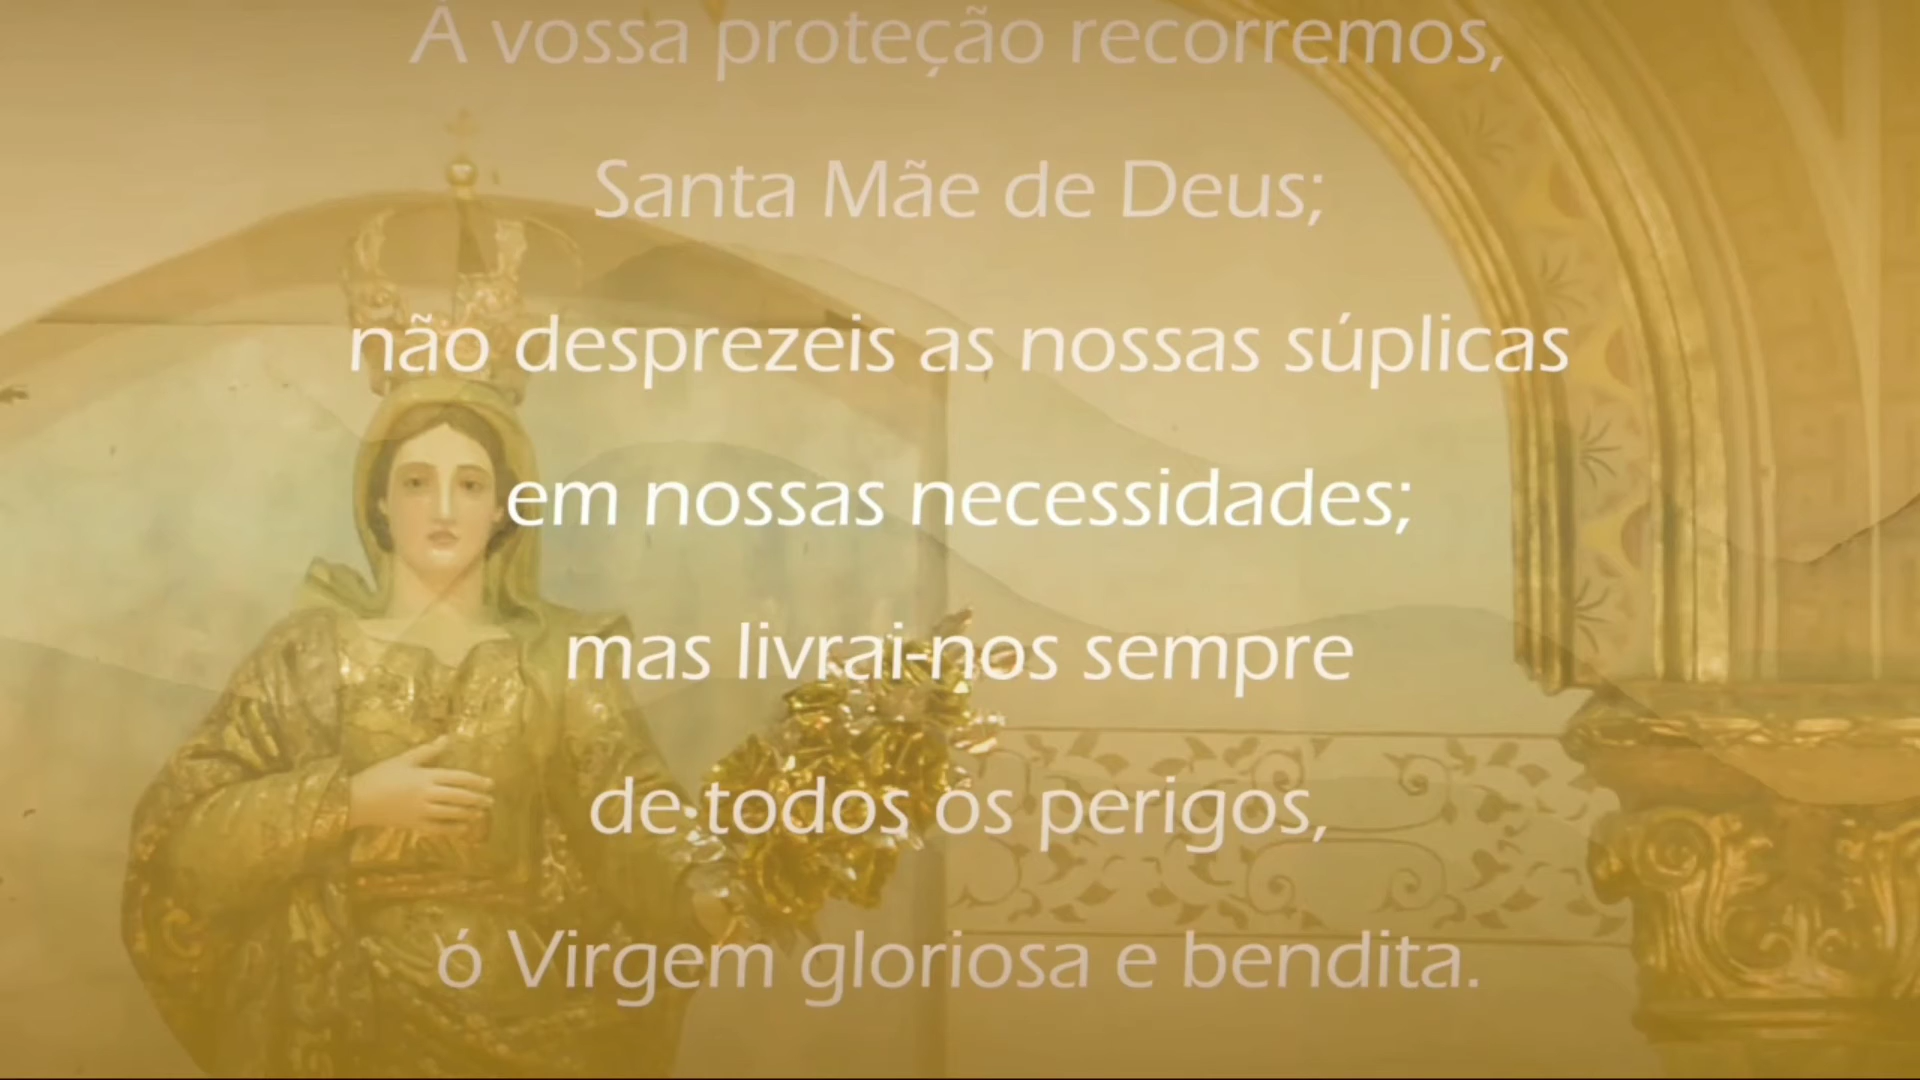 À vossa proteção recorremos,
Santa Mãe de Deus;
não desprezeis as nossas súplicas
em nossas necessidades;
mas livrai-nos sempre
de todos os perigos,
ó Virgem gloriosa e bendita.